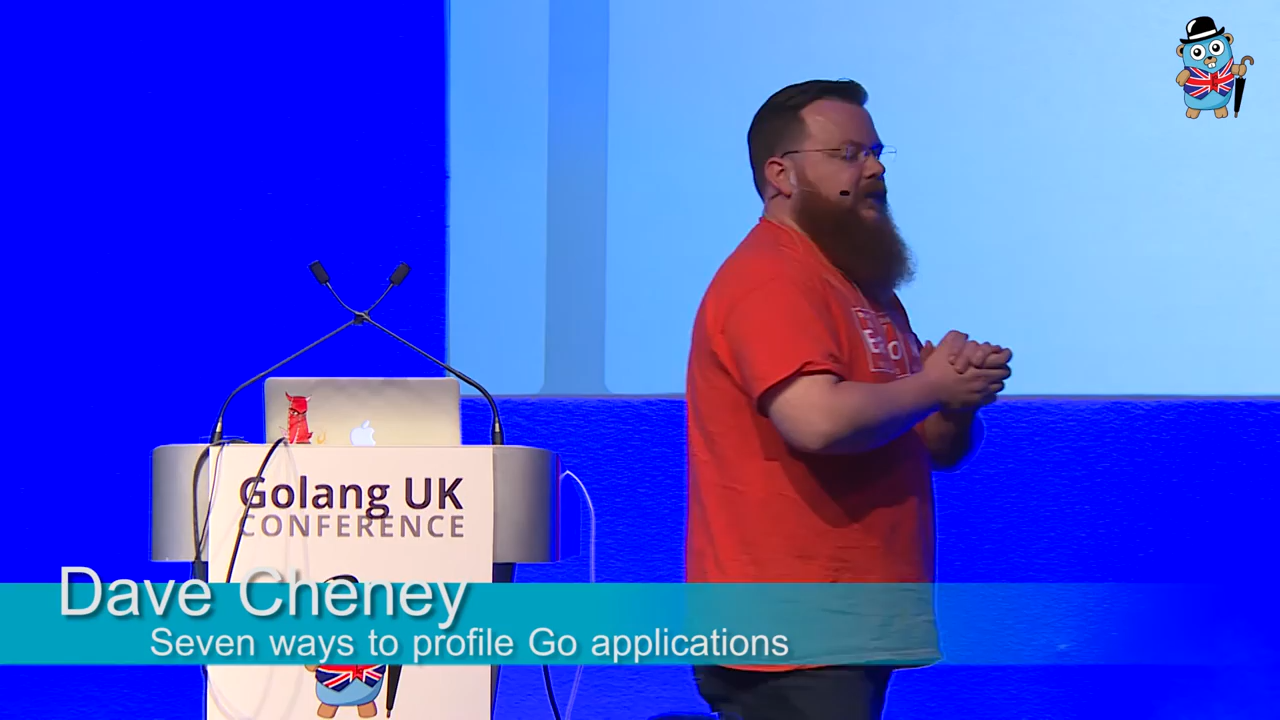 Golang UK
CONFERENCE
Dave Cheney
Seven ways to profile Go applications